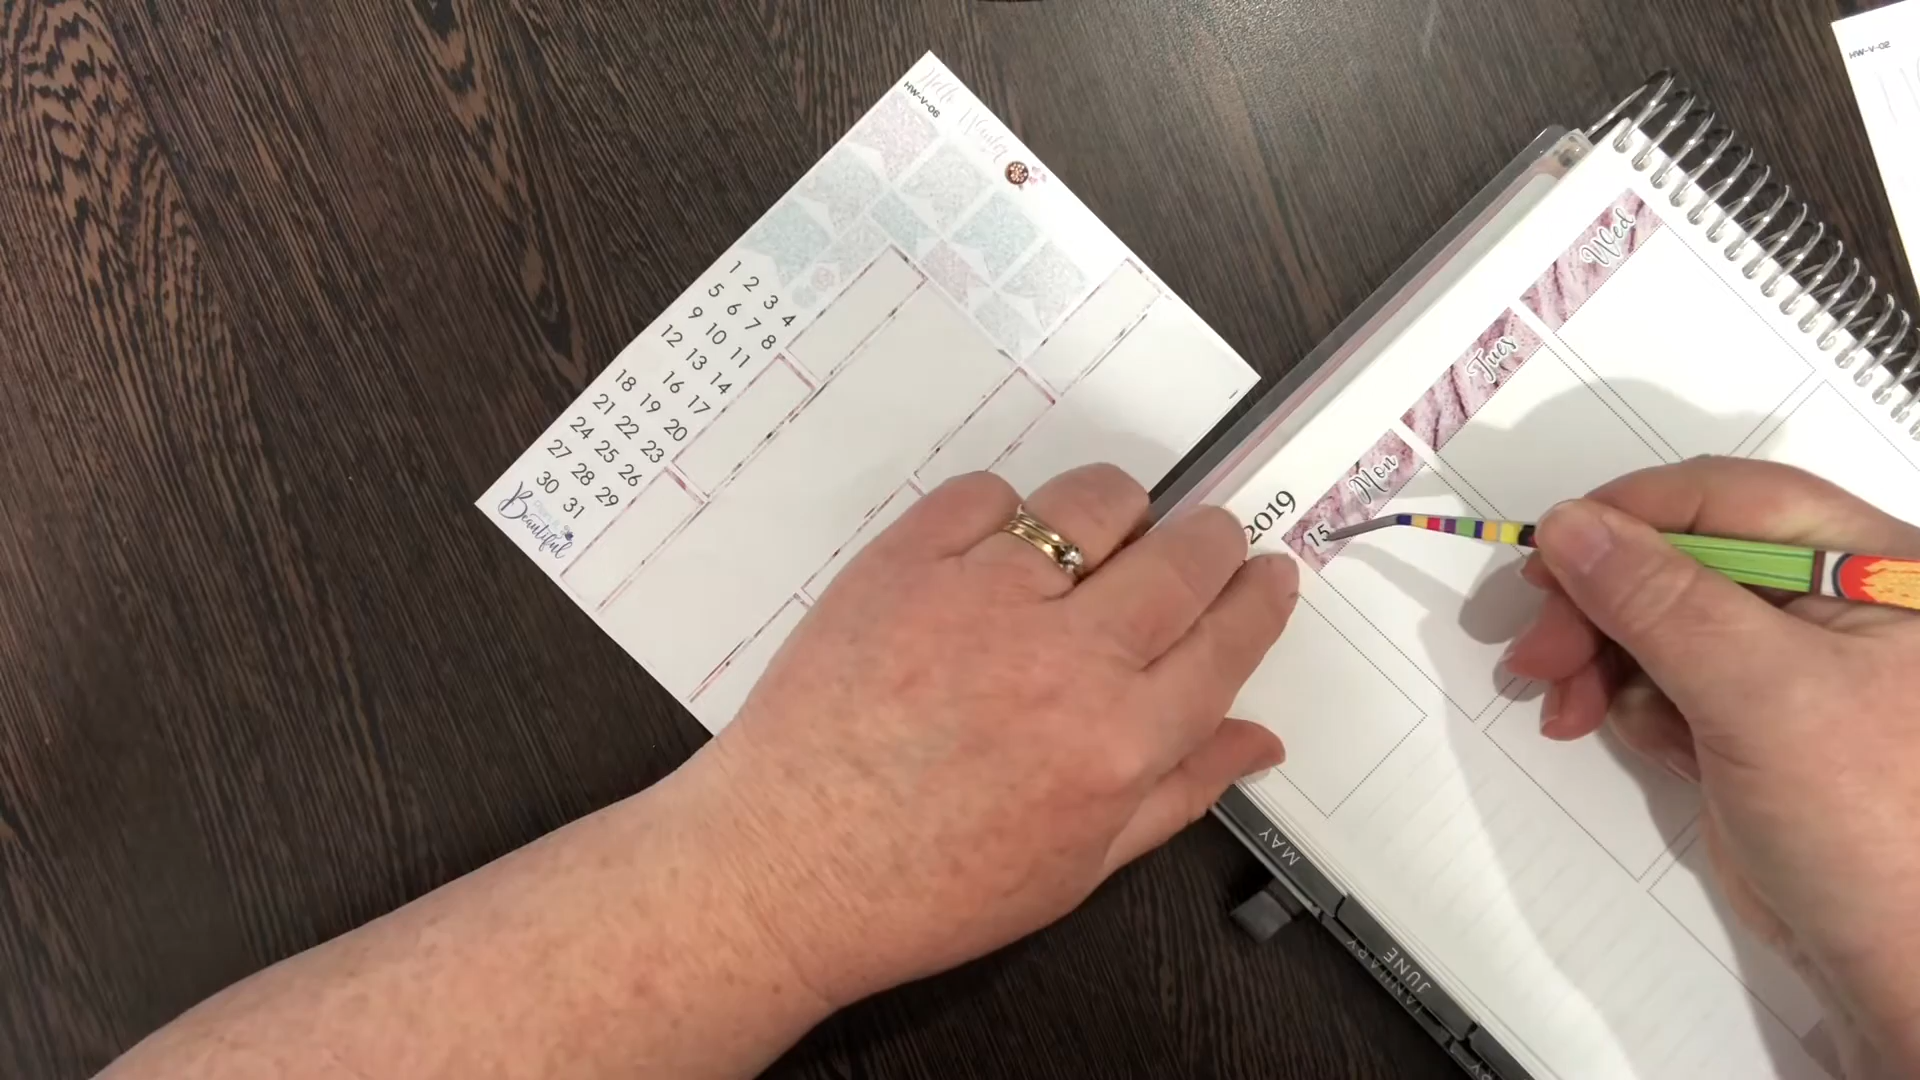 Hello Winter
HW-V-06
1 2 3 4
5 6 7 8
9 10 11
12 13 14
16 17
18 19 20
21 22 23
24 25 26
27 28 29
30 31
Beautiful
2019
15
Mon
Tues
Wed
MAY
JUNE
JANUARY
HW-V-02